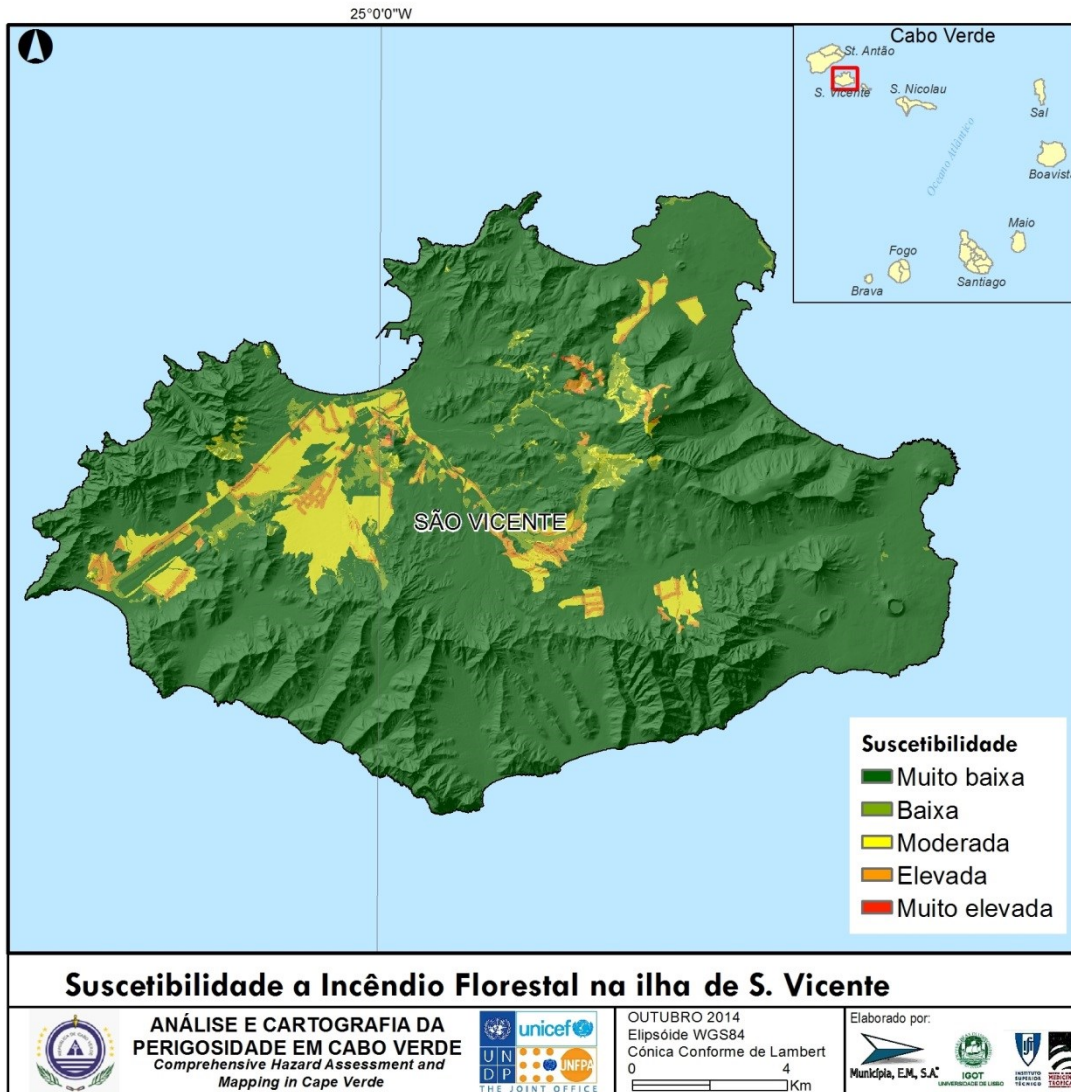 25°0'0"W
Cabo Verde
St. Antão
S. Vicente
S. Nicolau
Sal
Oceano Atlântico
Boavista
Maio
Fogo
Santiago
Brava
SÃO VICENTE
Suscetibilidade
Muito baixa
Baixa
Moderada
Elevada
Muito elevada
Suscetibilidade a Incêndio Florestal na ilha de S. Vicente
ANÁLISE E CARTOGRAFIA DA
PERIGOSIDADE EM CABO VERDE
Comprehensive Hazard Assessment and
Mapping in Cape Verde
unicef
U N
D P
UNFPA
THE JOINT OFFICE
OUTUBRO 2014
Elipsóide WGS84
Cónica Conforme de Lambert
0 4
Km
Elaborado por:
Município, E.M., S.A.
IGOT
UNIVERSIDADE DE LISBOA
INSTITUTO
SUPERIOR
TÉCNICO